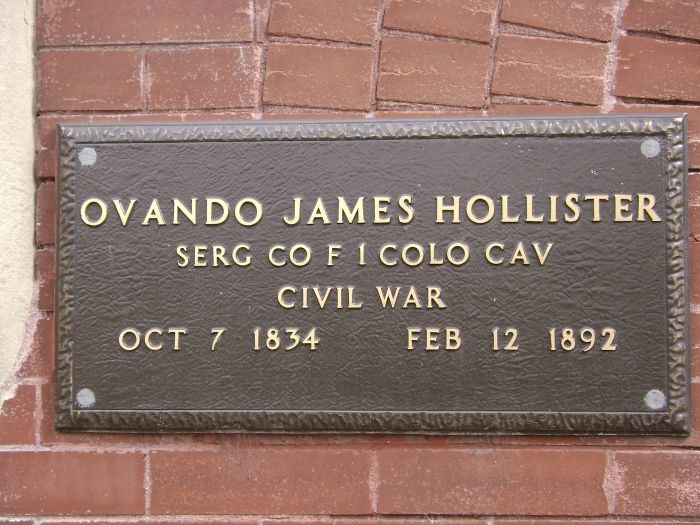 OVANDO JAMES HOLLISTER
SERG CO F 1 COLO CAV
CIVIL WAR
OCT 7 1834 FEB 12 1892